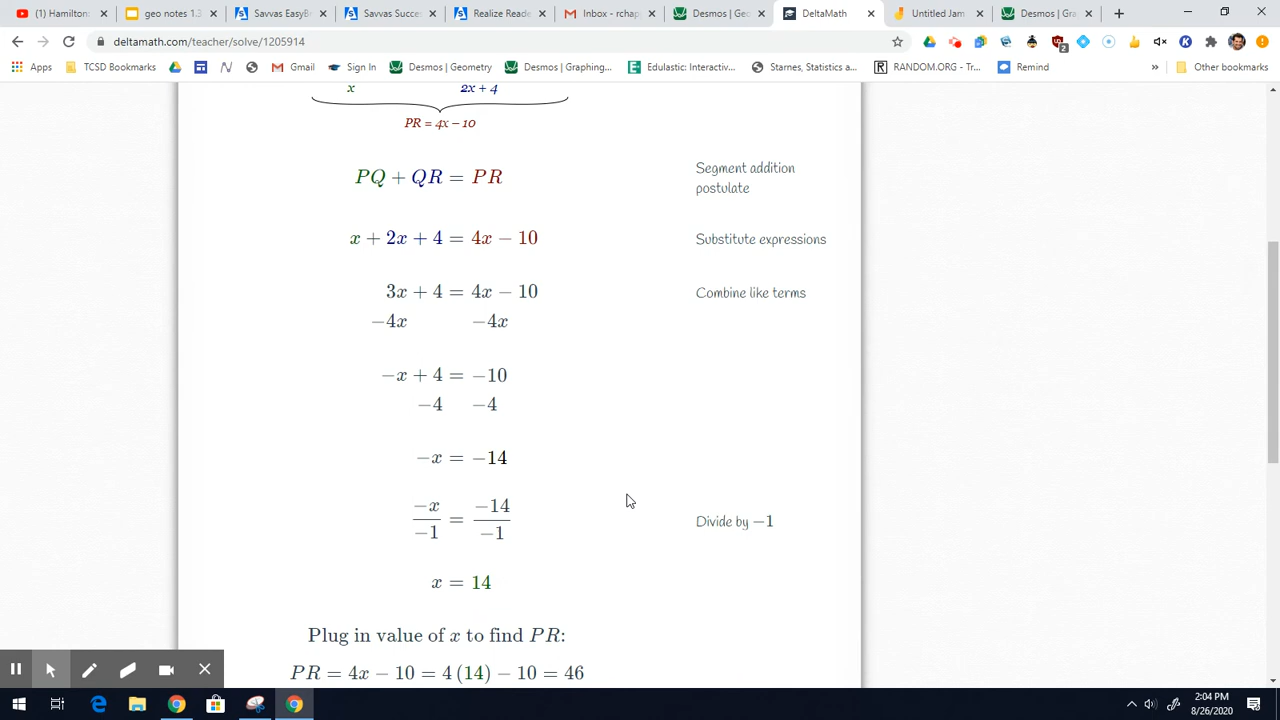 (1) Hamilton
geo notes 1.3
Savvas EasyB
Savvas Succe
Realize Reade
Inbox - rchap
Desmos | Geo
DeltaMath
Untitled Jam
Desmos | Gra
deltamath.com/teacher/solve/1205914
2
Apps
TCSD Bookmarks
Gmail
Sign In
Desmos | Geometry
Desmos | Graphing...
Edulastic: Interactiv...
Starnes, Statistics a...
RANDOM.ORG - Tr...
Remind
»
Other bookmarks
x 2x + 4
PR = 4x − 10
PQ + QR = PR
Segment addition
postulate
x + 2x + 4 = 4x − 10
Substitute expressions
3x + 4 = 4x − 10
Combine like terms
−4x −4x
−x + 4 = −10
−4 −4
−x = −14
−x/−1 = −14/−1
Divide by −1
x = 14
Plug in value of x to find PR:
PR = 4x − 10 = 4 (14) − 10 = 46
2:04 PM
8/26/2020